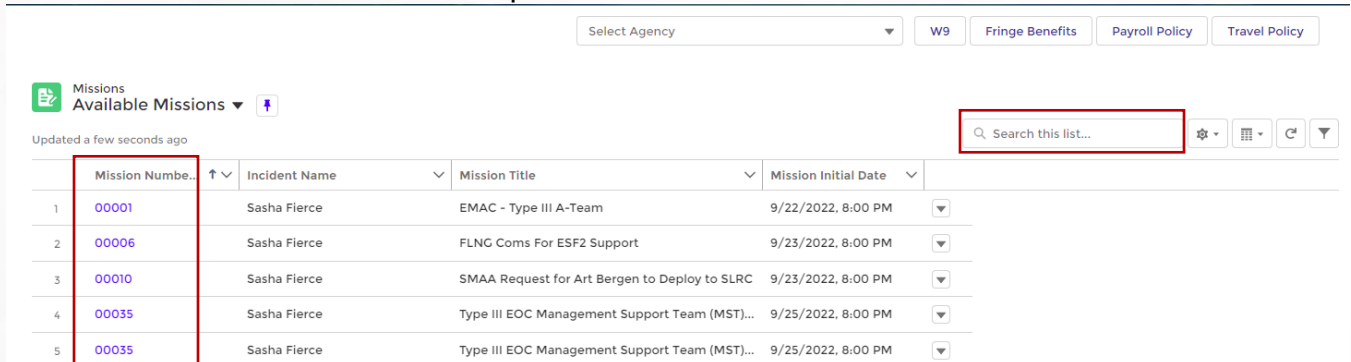 Select Agency W9 Fringe Benefits Payroll Policy Travel Policy
Missions
Available Missions
Updated a few seconds ago Search this list...
Mission Numbe... Incident Name Mission Title Mission Initial Date
1 00001 Sasha Fierce EMAC - Type III A-Team 9/22/2022, 8:00 PM
2 00006 Sasha Fierce FLNG Coms For ESF2 Support 9/23/2022, 8:00 PM
3 00010 Sasha Fierce SMAA Request for Art Bergen to Deploy to SLRC 9/23/2022, 8:00 PM
4 00035 Sasha Fierce Type III EOC Management Support Team (MST)... 9/25/2022, 8:00 PM
5 00035 Sasha Fierce Type III EOC Management Support Team (MST)... 9/25/2022, 8:00 PM